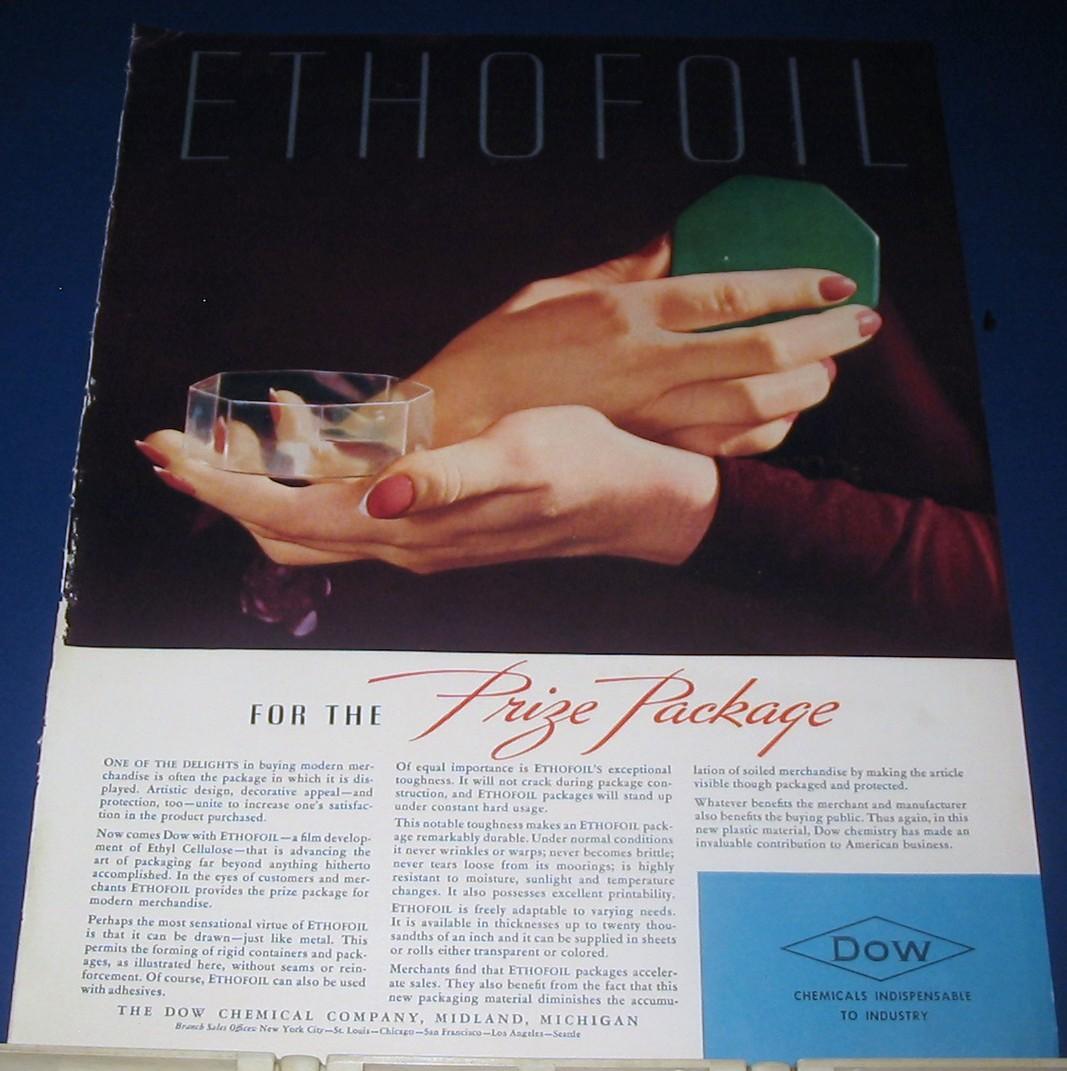 ETHOFOIL
FOR THE Prize Package
ONE OF THE DELIGHTS in buying modern mer-
chandise is often the package in which it is dis-
played. Artistic design, decorative appeal—and
protection, too—unite to increase one's satisfac-
tion in the product purchased.
Now comes Dow with ETHOFOIL—a film develop-
ment of Ethyl Cellulose—that is advancing the
art of packaging far beyond anything hitherto
accomplished. In the eyes of customers and mer-
chants ETHOFOIL provides the prize package for
modern merchandise.
Perhaps the most sensational virtue of ETHOFOIL
is that it can be drawn—just like metal. This
permits the forming of rigid containers and pack-
ages, as illustrated here, without seams or rein-
forcement. Of course, ETHOFOIL can also be used
with adhesives.
Of equal importance is ETHOFOIL'S exceptional
toughness. It will not crack during package con-
struction, and ETHOFOIL packages will stand up
under constant hard usage.
This notable toughness makes an ETHOFOIL pack-
age remarkably durable. Under normal conditions
it never wrinkles or warps; never becomes brittle;
never tears loose from its moorings; is highly
resistant to moisture, sunlight and temperature
changes. It also possesses excellent printability.
ETHOFOIL is freely adaptable to varying needs.
It is available in thicknesses up to twenty thou-
sandths of an inch and it can be supplied in sheets
or rolls either transparent or colored.
Merchants find that ETHOFOIL packages acceler-
ate sales. They also benefit from the fact that this
new packaging material diminishes the accumu-
lation of soiled merchandise by making the article
visible though packaged and protected.
Whatever benefits the merchant and manufacturer
also benefits the buying public. Thus again, in this
new plastic material, Dow chemistry has made an
invaluable contribution to American business.
THE DOW CHEMICAL COMPANY, MIDLAND, MICHIGAN
Branch Sales Offices: New York City—St. Louis—Chicago—San Francisco—Los Angeles—Seattle
DOW
CHEMICALS INDISPENSABLE
TO INDUSTRY